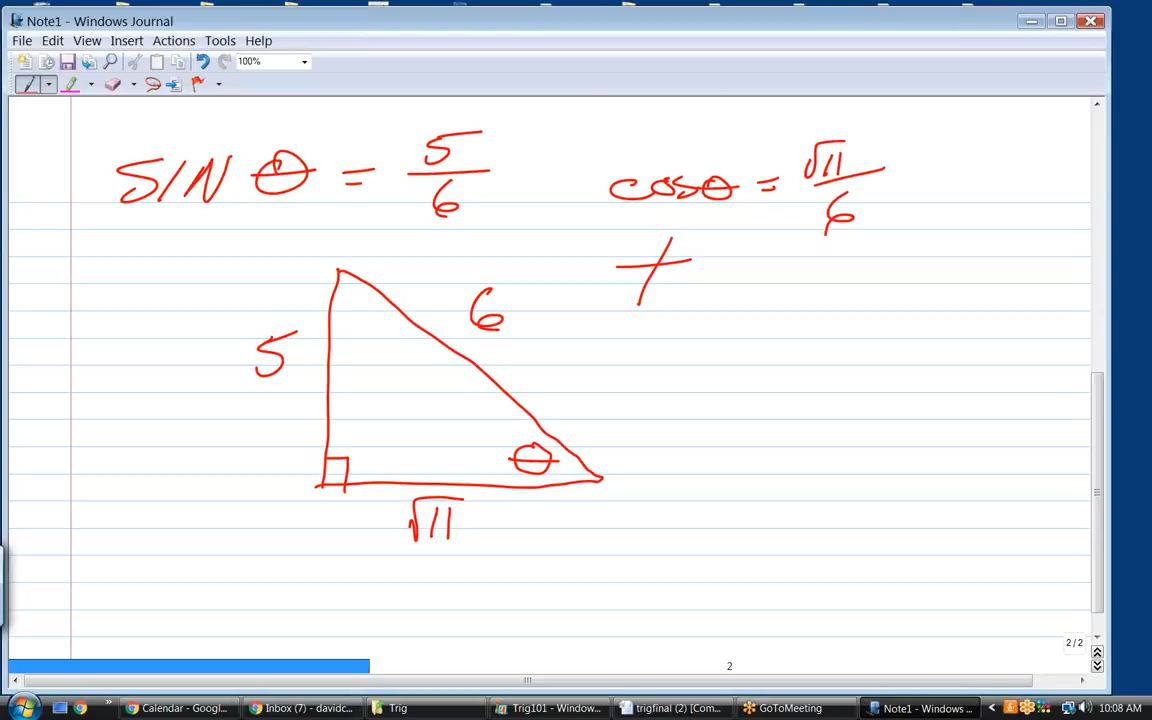 Note1 - Windows Journal
File Edit View Insert Actions Tools Help
100%
SIN θ = 5/6
cosθ = √11/6
6
5
θ
√11
2/2
2
Calendar - Googl...
Inbox (7) - davidc...
Trig
Trig101 - Window...
trigfinal (2) [Com...
GoToMeeting
Note1 - Windows ...
10:08 AM